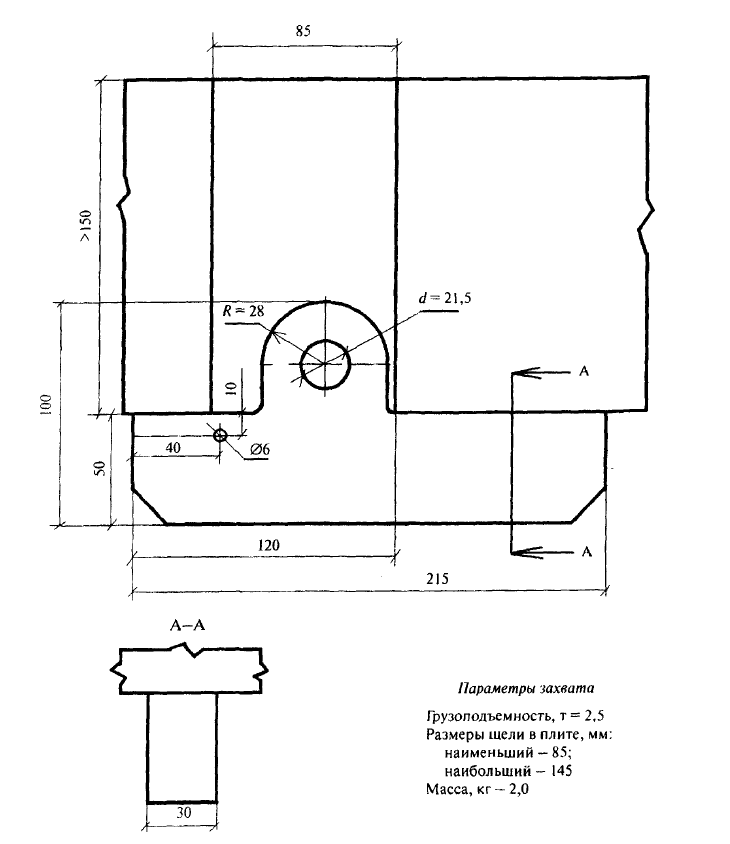 85
>150
R = 28
d = 21,5
А
100
10
40
Ø6
50
А
120
215
А–А
30
Параметры захвата
Грузоподъемность, т = 2,5
Размеры щели в плите, мм:
наименьший – 85;
наибольший – 145
Масса, кг – 2,0